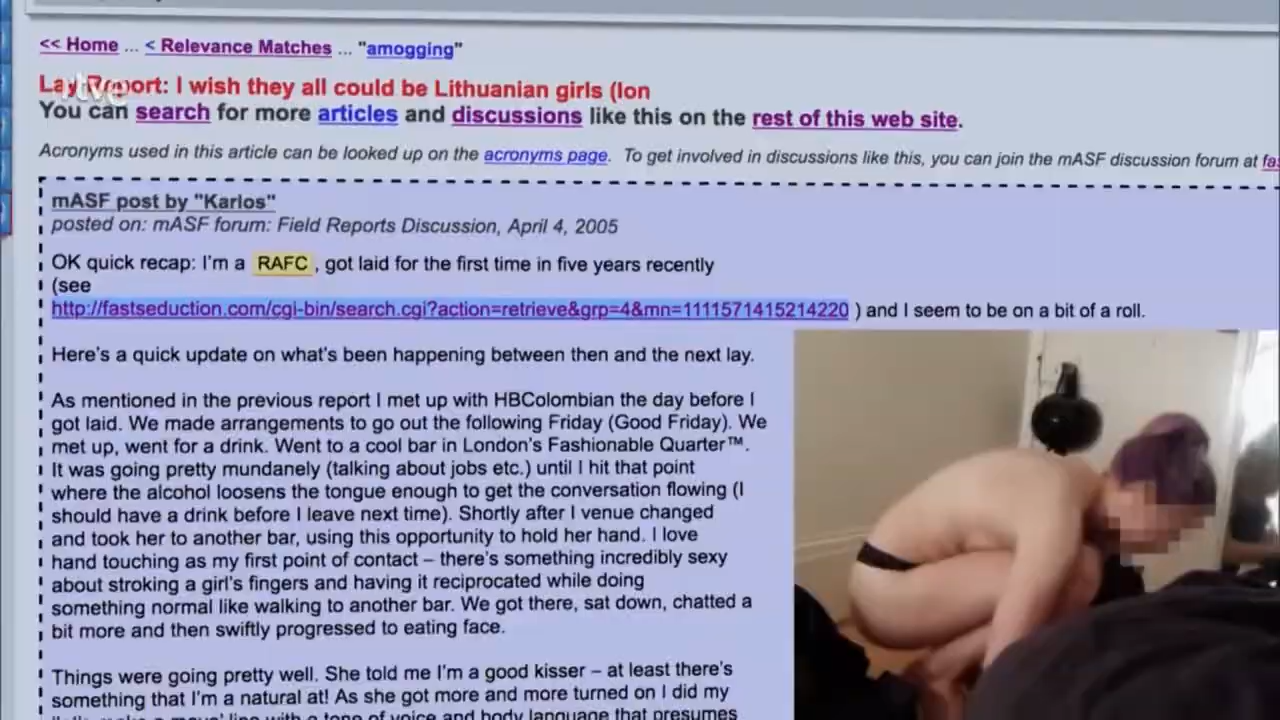 << Home ... < Relevance Matches ... "amogging"
rtve
Lay Report: I wish they all could be Lithuanian girls (lon
You can search for more articles and discussions like this on the rest of this web site.
Acronyms used in this article can be looked up on the acronyms page. To get involved in discussions like this, you can join the mASF discussion forum at fas
mASF post by "Karlos"
posted on: mASF forum: Field Reports Discussion, April 4, 2005
OK quick recap: I'm a RAFC, got laid for the first time in five years recently
(see
http://fastseduction.com/cgi-bin/search.cgi?action=retrieve&grp=4&mn=1111571415214220 ) and I seem to be on a bit of a roll.
Here's a quick update on what's been happening between then and the next lay.
As mentioned in the previous report I met up with HBColombian the day before I
got laid. We made arrangements to go out the following Friday (Good Friday). We
met up, went for a drink. Went to a cool bar in London's Fashionable Quarter™.
It was going pretty mundanely (talking about jobs etc.) until I hit that point
where the alcohol loosens the tongue enough to get the conversation flowing (I
should have a drink before I leave next time). Shortly after I venue changed
and took her to another bar, using this opportunity to hold her hand. I love
hand touching as my first point of contact – there's something incredibly sexy
about stroking a girl's fingers and having it reciprocated while doing
something normal like walking to another bar. We got there, sat down, chatted a
bit more and then swiftly progressed to eating face.
Things were going pretty well. She told me I'm a good kisser – at least there's
something that I'm a natural at! As she got more and more turned on I did my
move' line with a tone of voice and body language that presumes